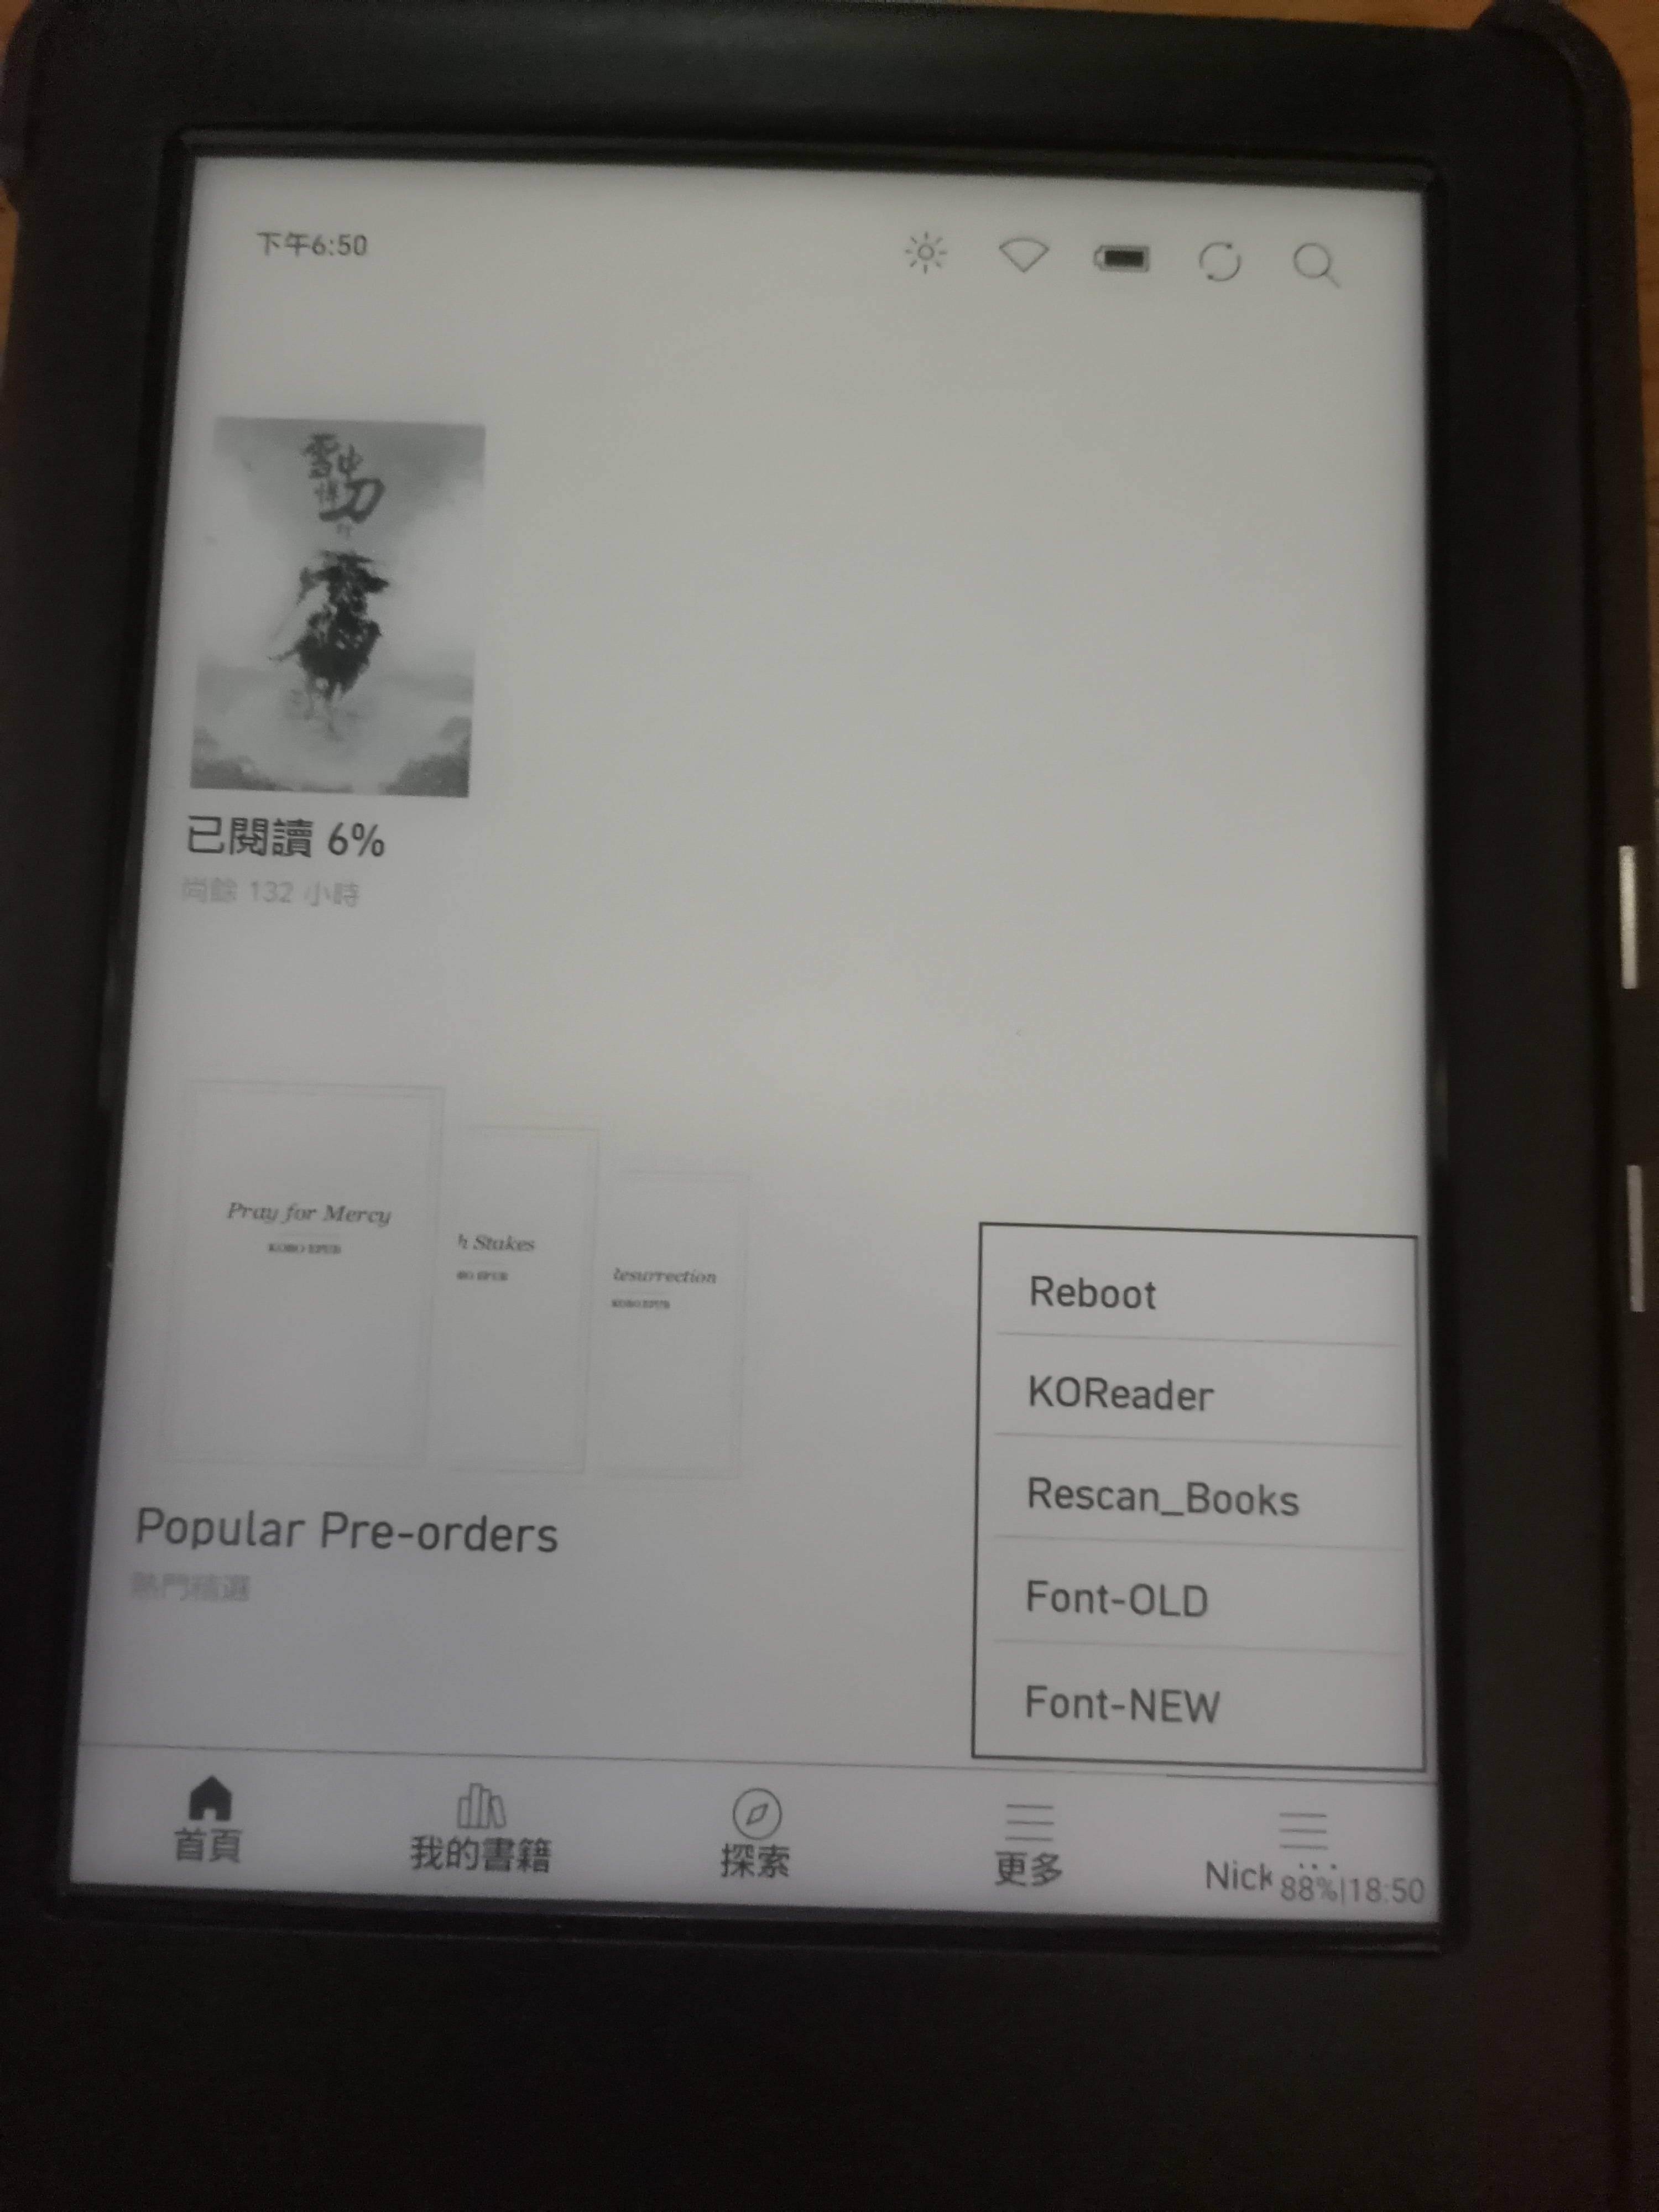 下午6:50
雪中
悍刀
行
已閱讀 6%
尚餘 132 小時
Pray for Mercy
KOBO EPUB
h Stakes
BO EPUB
Resurrection
KOBO EPUB
Popular Pre-orders
熱門精選
Reboot
KOReader
Rescan_Books
Font-OLD
Font-NEW
首頁
我的書籍
探索
更多
Nick
88%|18:50